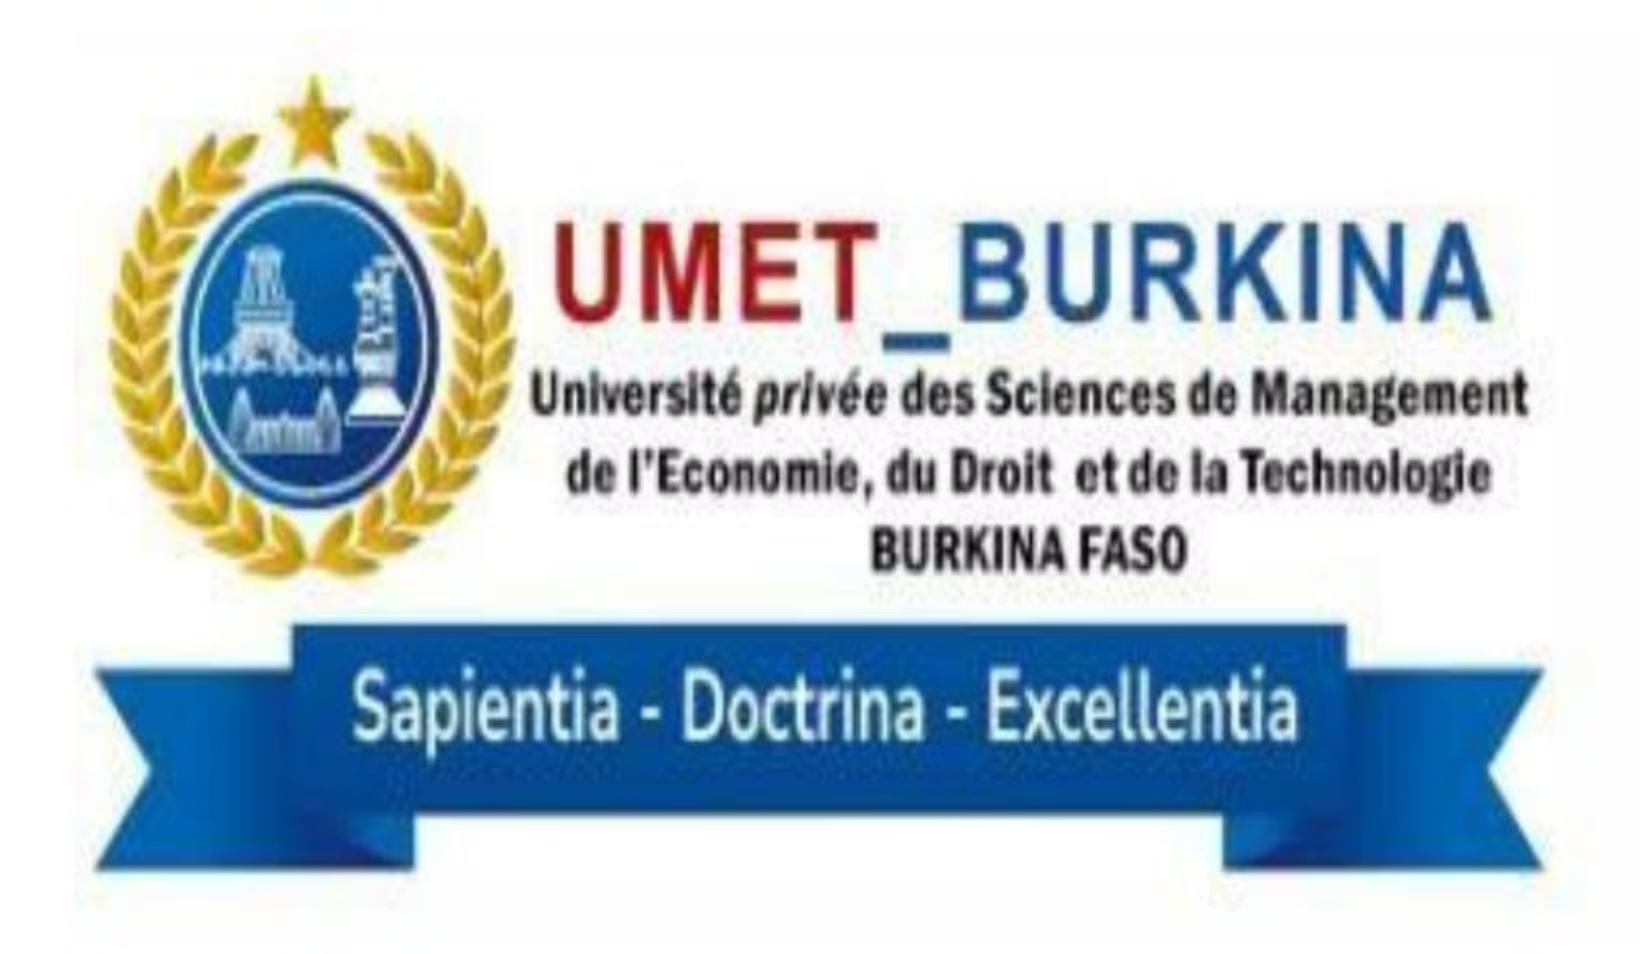 UMET_BURKINA
Université privée des Sciences de Management
de l'Economie, du Droit et de la Technologie
BURKINA FASO
Sapientia - Doctrina - Excellentia